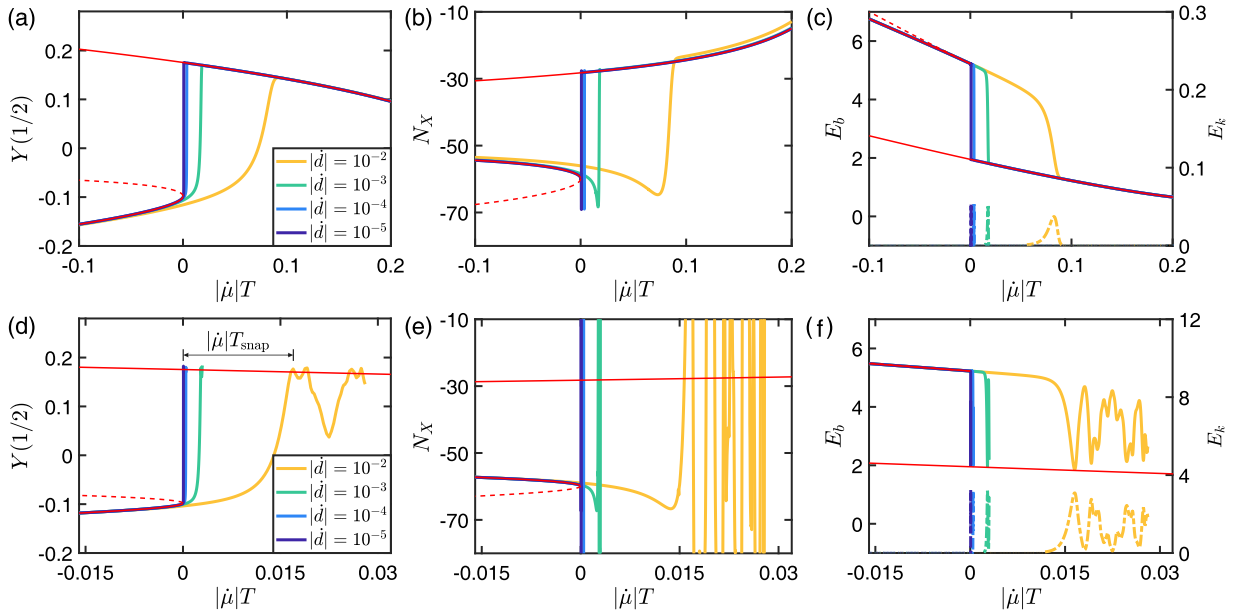 (a)
0.2
0.1
0
-0.1
-0.2
Y(1/2)
-0.1 0 0.1 0.2
|μ̇|T
|ḋ| = 10⁻²
|ḋ| = 10⁻³
|ḋ| = 10⁻⁴
|ḋ| = 10⁻⁵
(b)
-10
-30
-50
-70
N_X
-0.1 0 0.1 0.2
|μ̇|T
(c)
6
4
2
0
E_b
0.3
0.2
0.1
0
E_k
-0.1 0 0.1 0.2
|μ̇|T
(d)
|μ̇|T_snap
0.2
0.1
0
-0.1
-0.2
Y(1/2)
-0.015 0 0.015 0.03
|μ̇|T
|ḋ| = 10⁻²
|ḋ| = 10⁻³
|ḋ| = 10⁻⁴
|ḋ| = 10⁻⁵
(e)
-10
-30
-50
-70
N_X
-0.015 0 0.015 0.03
|μ̇|T
(f)
6
4
2
0
E_b
12
8
4
0
E_k
-0.015 0 0.015 0.03
|μ̇|T